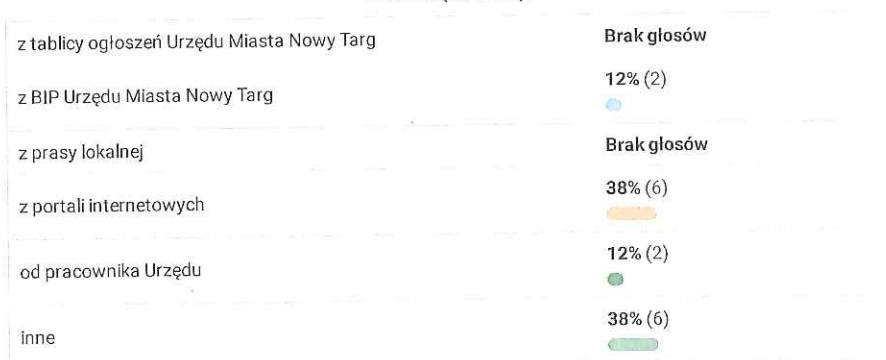 z tablicy ogłoszeń Urzędu Miasta Nowy Targ Brak głosów
z BIP Urzędu Miasta Nowy Targ 12% (2)
z prasy lokalnej Brak głosów
z portali internetowych 38% (6)
od pracownika Urzędu 12% (2)
inne 38% (6)